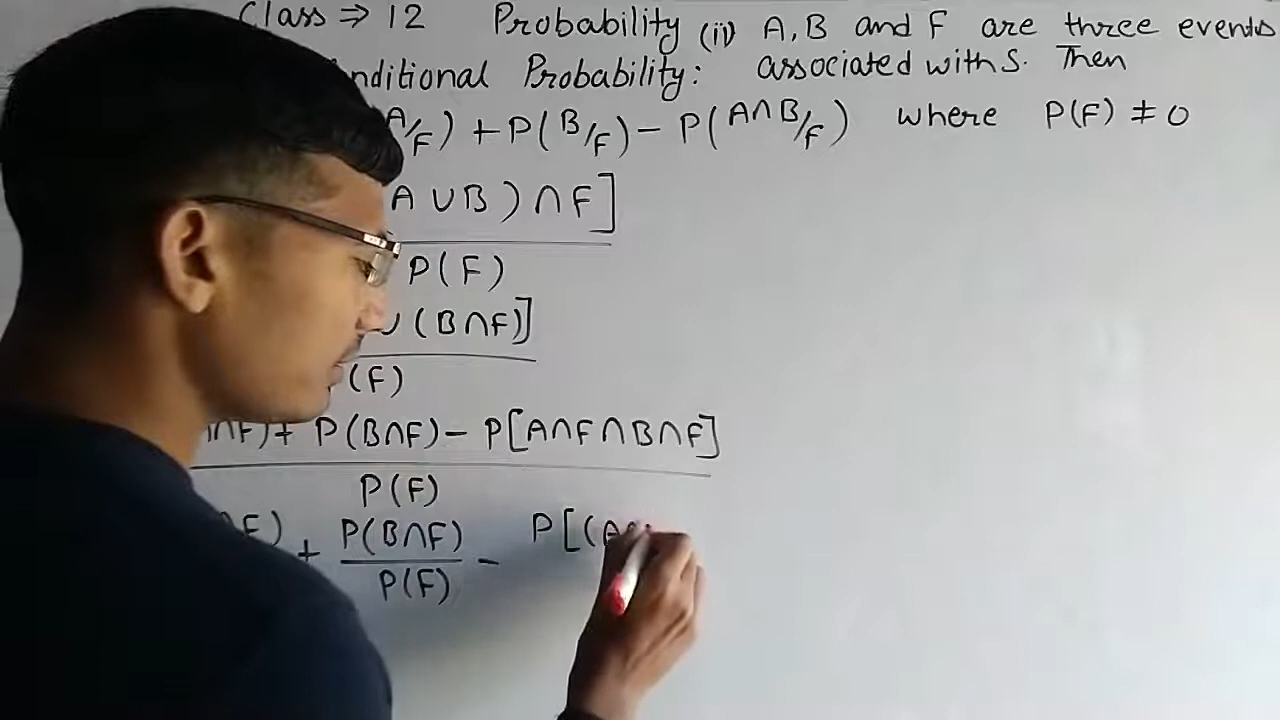 Class ⇒ 12 Probability (ii) A, B and F are three events
nditional Probability: associated with S. Then
A/F) + P(B/F) - P(A∩B/F) where P(F) ≠ 0
A ∪ B) ∩ F]
P(F)
∪ (B∩F)]
(F)
∩F) + P(B∩F) - P[A∩F∩B∩F]
P(F)
F) + P(B∩F) - P[(A∩
P(F)